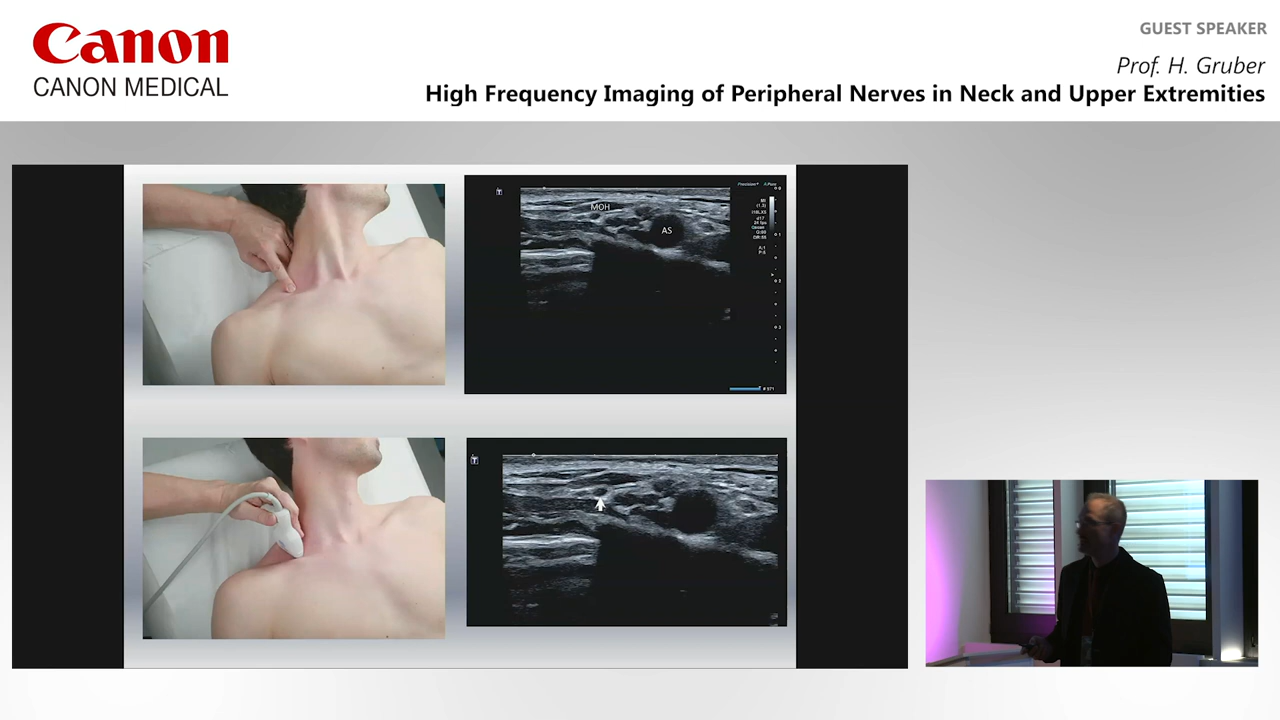 Canon
CANON MEDICAL
GUEST SPEAKER
Prof. H. Gruber
High Frequency Imaging of Peripheral Nerves in Neck and Upper Extremities
MOH
AS
T
T